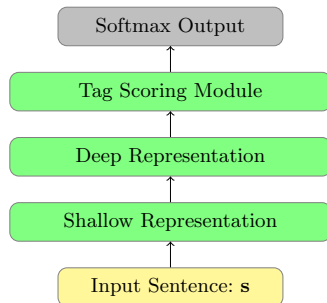 Softmax Output
Tag Scoring Module
Deep Representation
Shallow Representation
Input Sentence: s